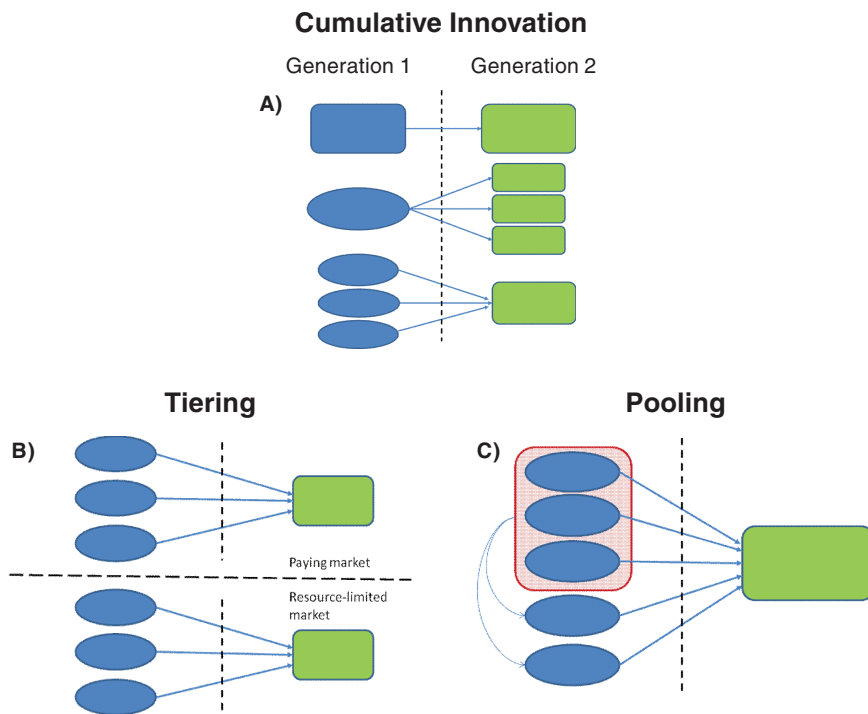 Cumulative Innovation
Generation 1
Generation 2
A)
Tiering
B)
Paying market
Resource-limited
market
Pooling
C)